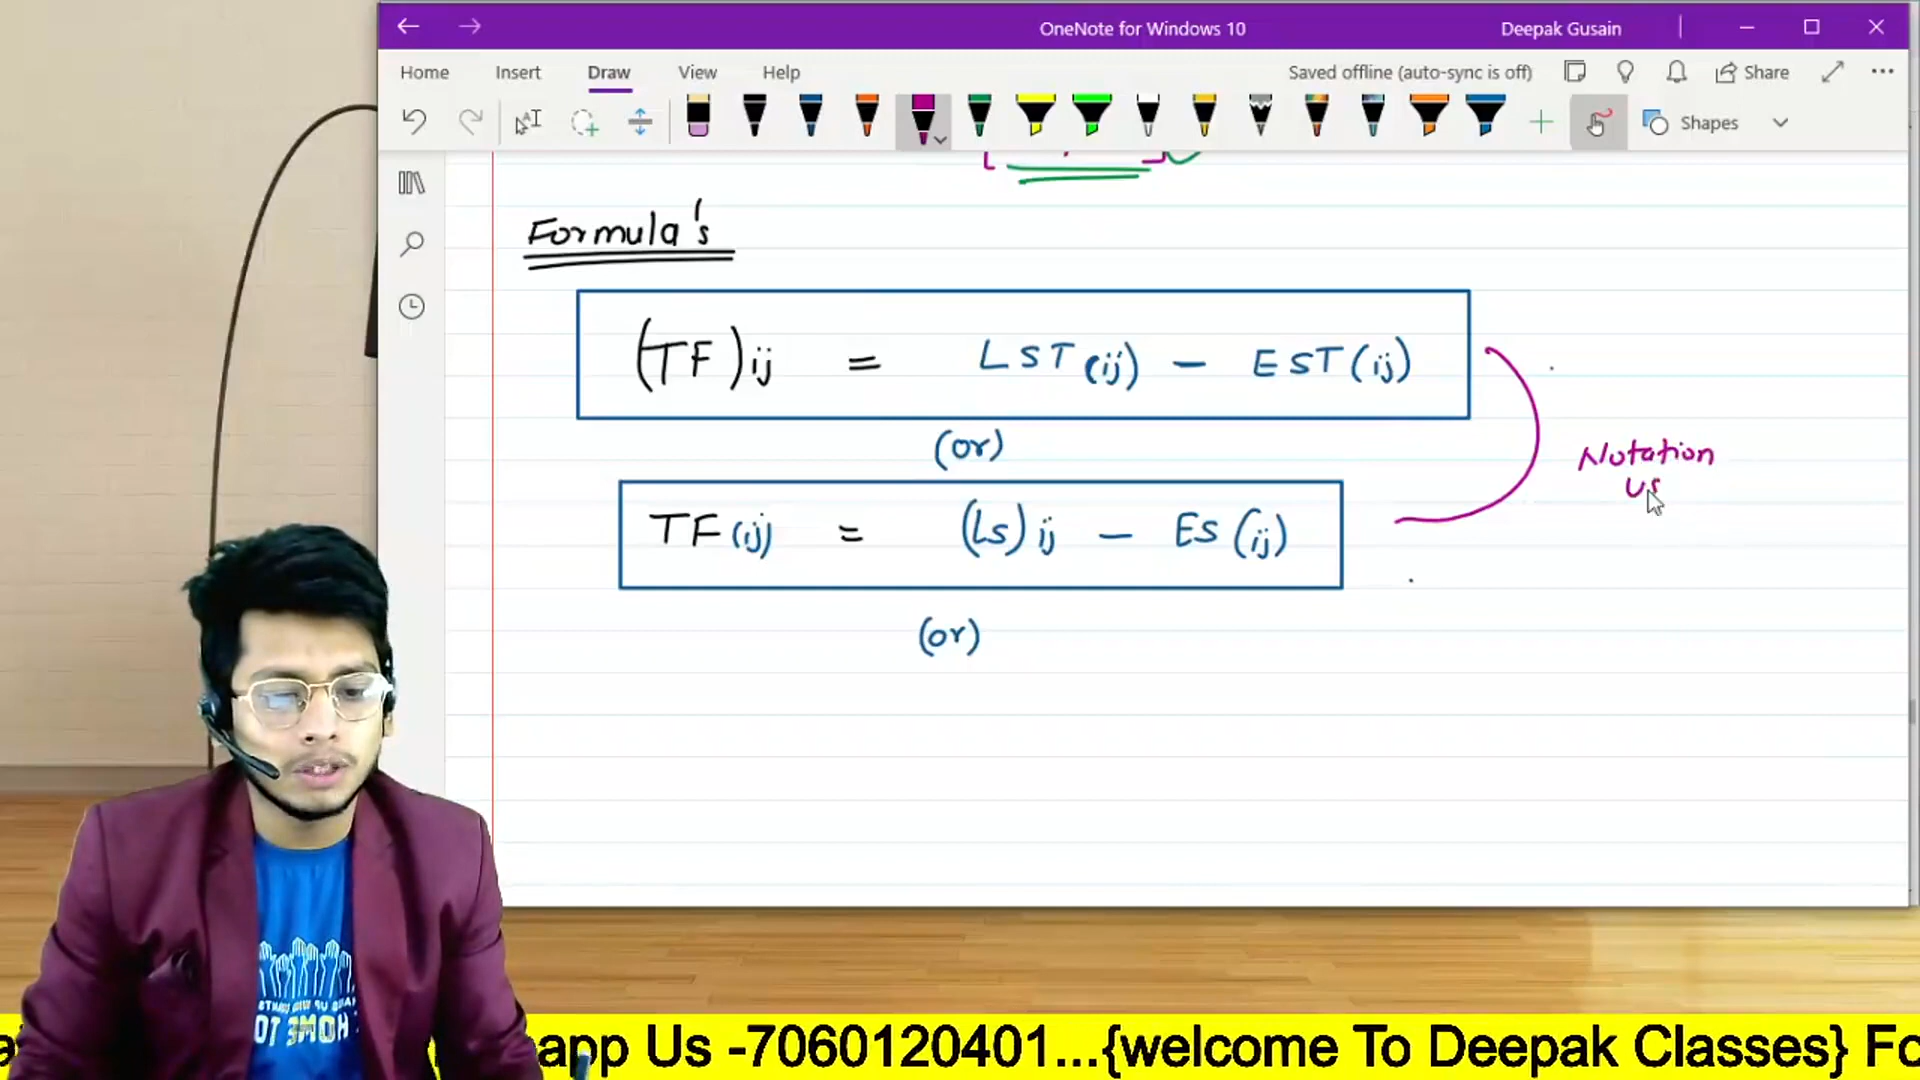 OneNote for Windows 10
Deepak Gusain
Home Insert Draw View Help
Saved offline (auto-sync is off)
Share
Shapes
Formula's
(TF)ij = LST(ij) - EST(ij)
(or)
TF(ij) = (LS)ij - ES(ij)
(or)
Notation
us
HOME TO
app Us -7060120401...{welcome To Deepak Classes} Fo